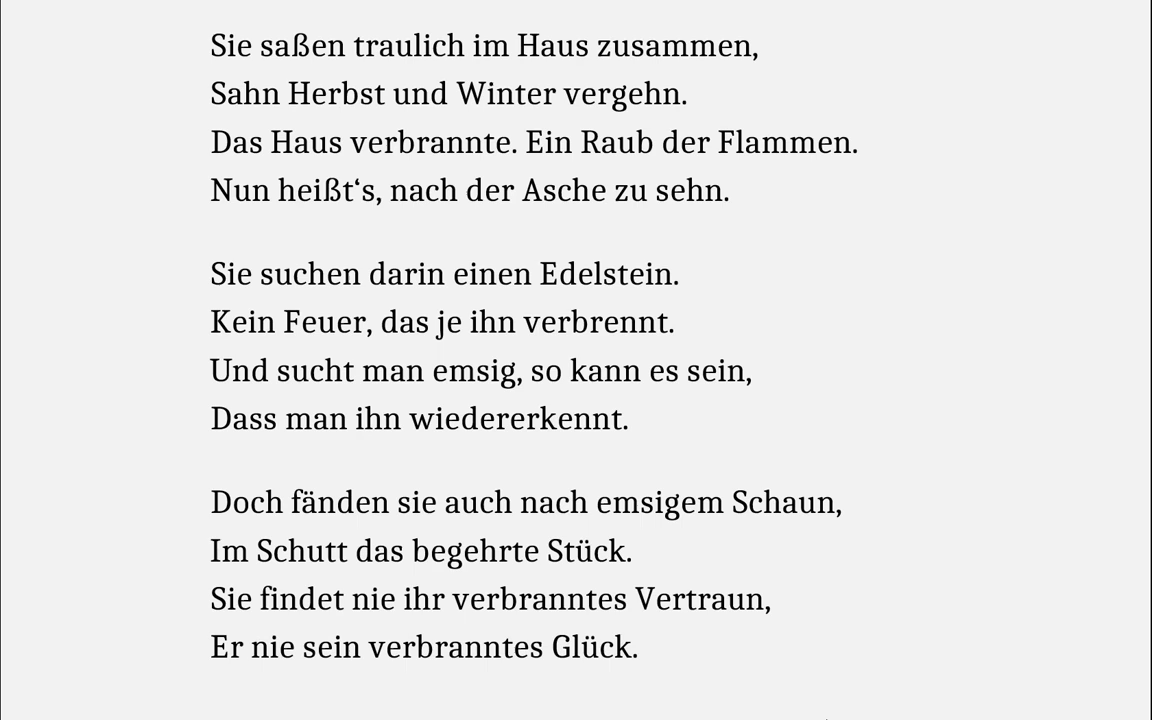 Sie saßen traulich im Haus zusammen,
Sahn Herbst und Winter vergehn.
Das Haus verbrannte. Ein Raub der Flammen.
Nun heißt‘s, nach der Asche zu sehn.
Sie suchen darin einen Edelstein.
Kein Feuer, das je ihn verbrennt.
Und sucht man emsig, so kann es sein,
Dass man ihn wiedererkennt.
Doch fänden sie auch nach emsigem Schaun,
Im Schutt das begehrte Stück.
Sie findet nie ihr verbranntes Vertraun,
Er nie sein verbranntes Glück.